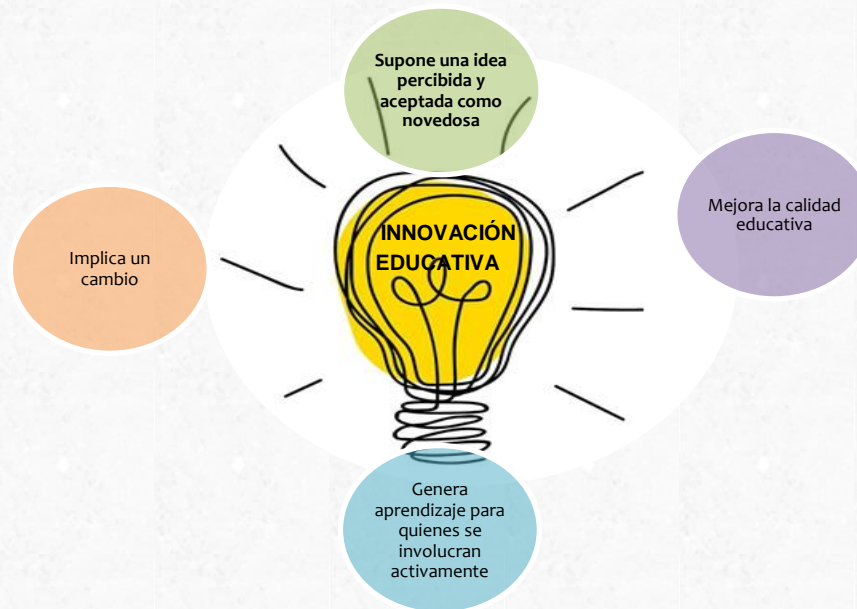 Supone una idea
percibida y
aceptada como
novedosa
Mejora la calidad
educativa
INNOVACIÓN
EDUCATIVA
Implica un
cambio
Genera
aprendizaje para
quienes se
involucran
activamente